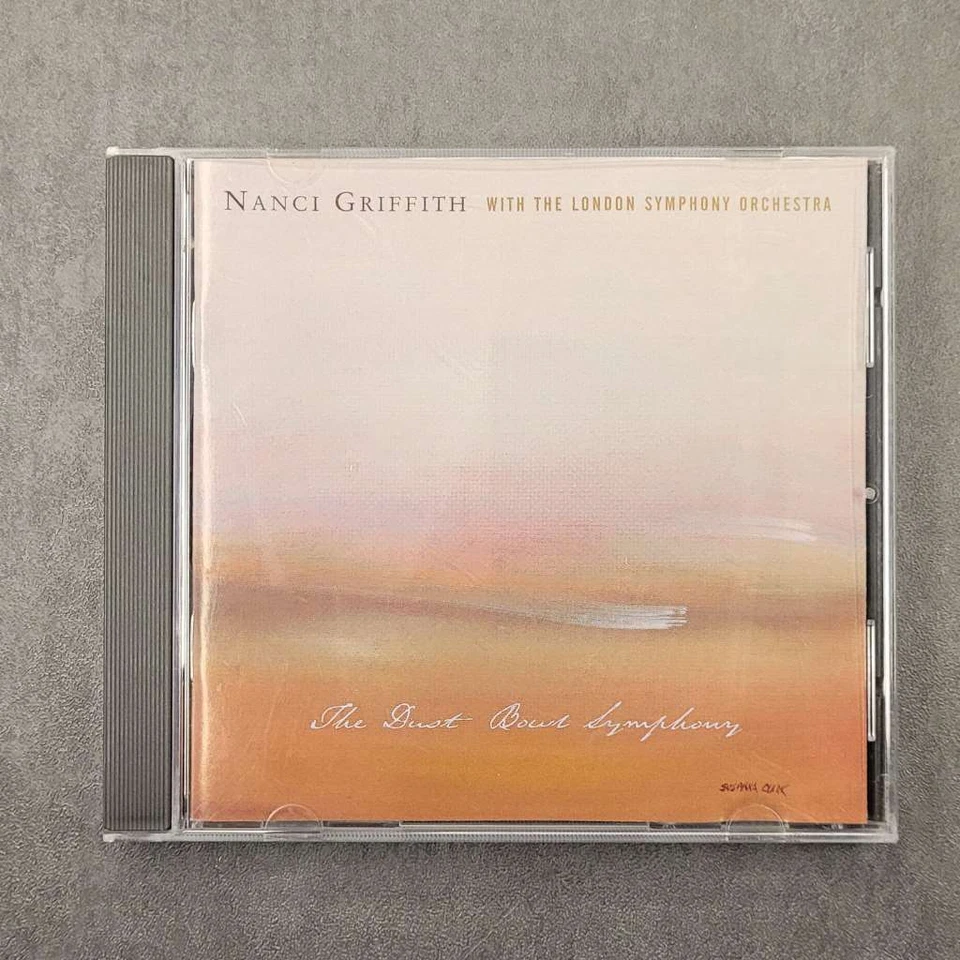 NANCI GRIFFITH WITH THE LONDON SYMPHONY ORCHESTRA
The Dust Bowl Symphony